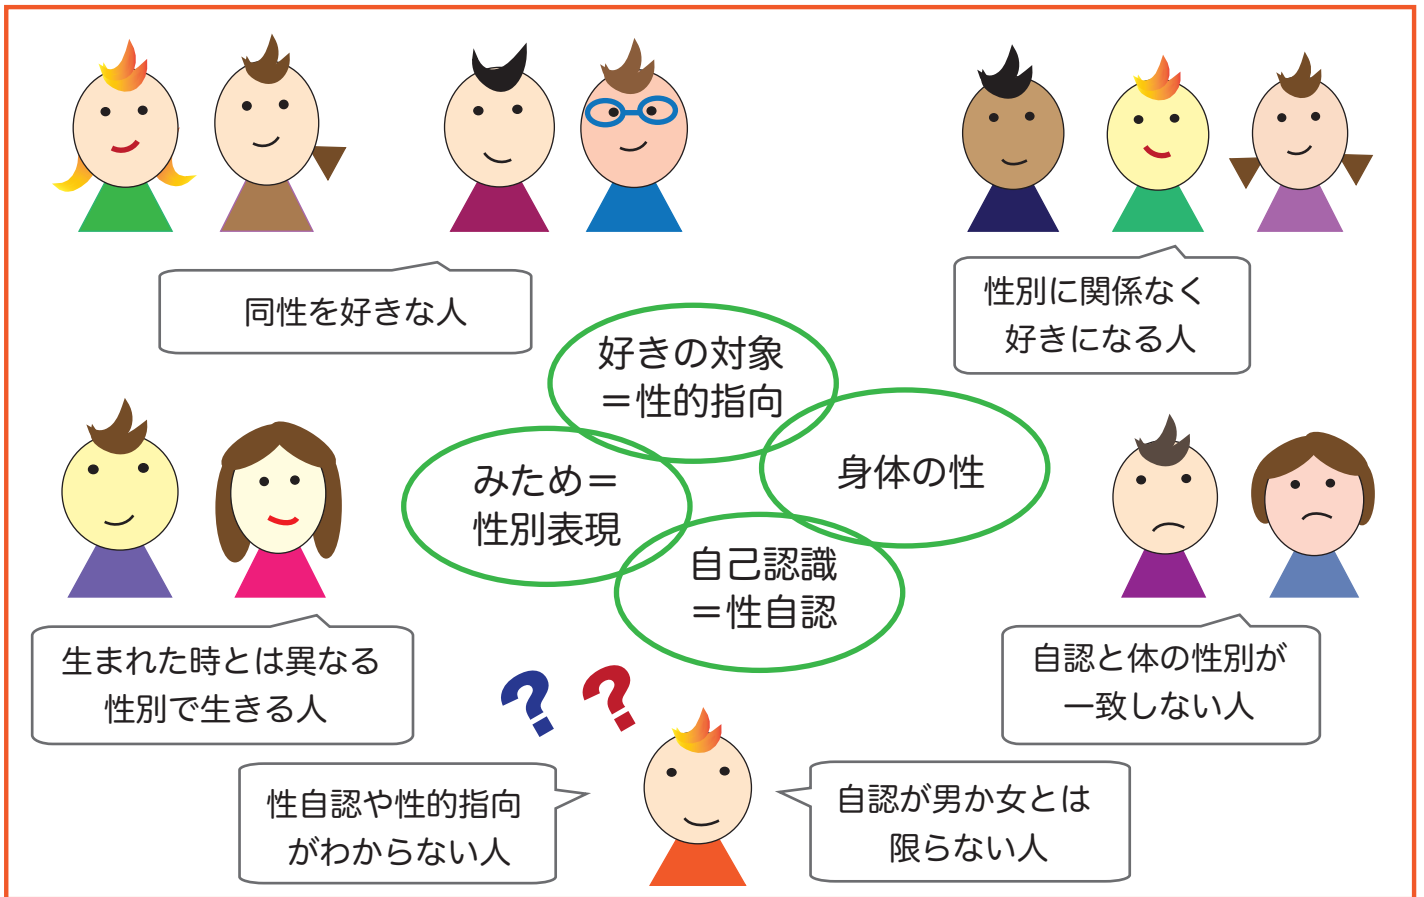 同性を好きな人
性別に関係なく
好きになる人
好きの対象
＝性的指向
身体の性
みため＝
性別表現
自己認識
＝性自認
生まれた時とは異なる
性別で生きる人
自認と体の性別が
一致しない人
? ?
性自認や性的指向
がわからない人
自認が男か女とは
限らない人